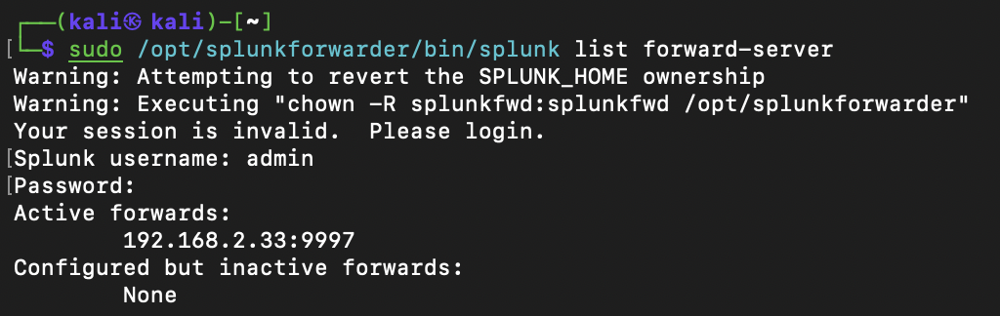 ┌──(kali㉿ kali)-[~]
└─$ sudo /opt/splunkforwarder/bin/splunk list forward-server
Warning: Attempting to revert the SPLUNK_HOME ownership
Warning: Executing "chown -R splunkfwd:splunkfwd /opt/splunkforwarder"
Your session is invalid.  Please login.
Splunk username: admin
Password:
Active forwards:
        192.168.2.33:9997
Configured but inactive forwards:
        None